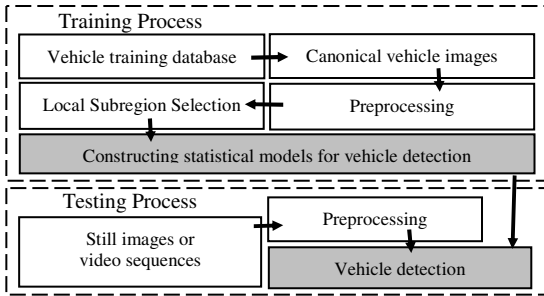 Training Process
Vehicle training database
Canonical vehicle images
Local Subregion Selection
Preprocessing
Constructing statistical models for vehicle detection
Testing Process
Still images or
video sequences
Preprocessing
Vehicle detection